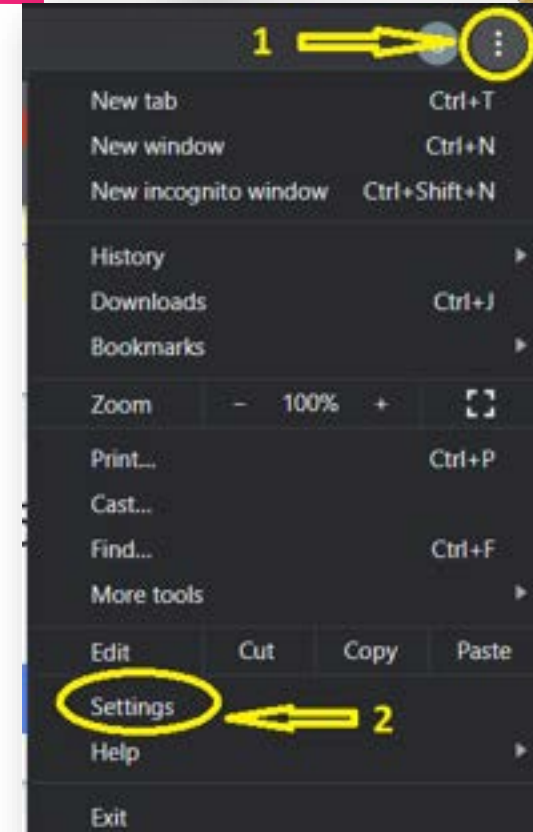 1
New tab Ctrl+T
New window Ctrl+N
New incognito window Ctrl+Shift+N
History
Downloads Ctrl+J
Bookmarks
Zoom - 100% +
Print... Ctrl+P
Cast...
Find... Ctrl+F
More tools
Edit Cut Copy Paste
Settings 2
Help
Exit